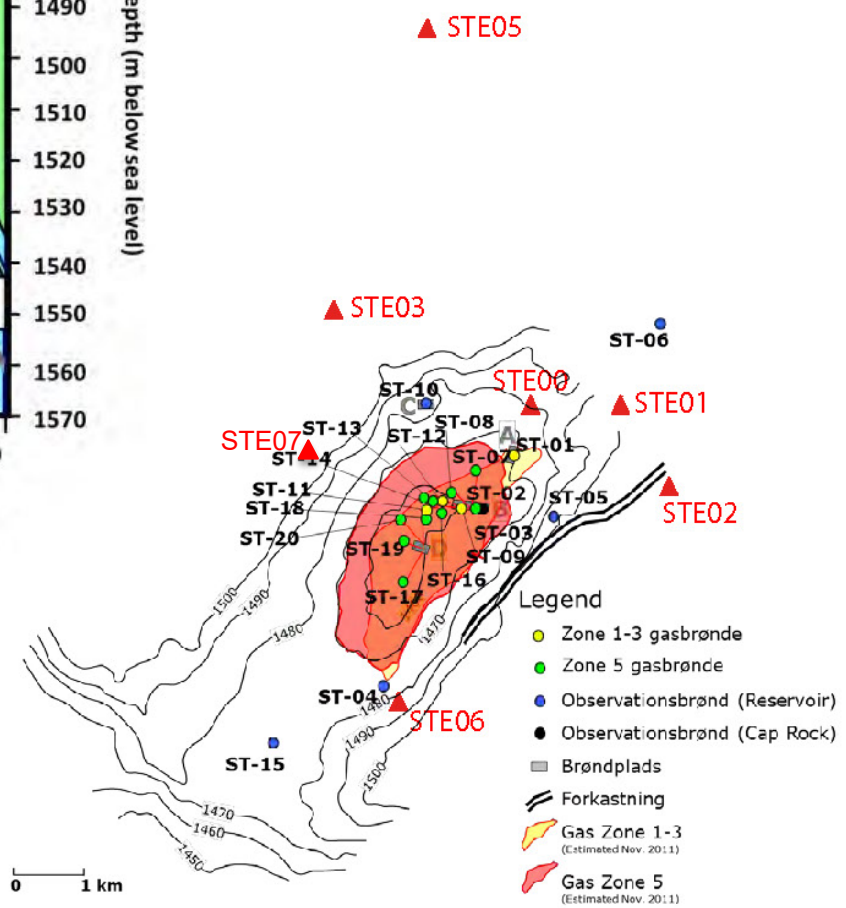 1490
1500
1510
1520
1530
1540
1550
1560
1570
epth (m below sea level)
STE05
STE03
ST-06
STE00
STE01
ST-10
C
ST-08
ST-13
ST-12
A
ST-01
STE07
ST-14
ST-07
ST-11
ST-02
ST-05
ST-18
B
STE02
ST-03
ST-20
ST-19
D
ST-09
ST-16
ST-17
1500
1490
1480
1470
ST-04
1480
STE06
1490
ST-15
1500
1470
1460
1450
0 1 km
Legend
Zone 1-3 gasbrønde
Zone 5 gasbrønde
Observationsbrønd (Reservoir)
Observationsbrønd (Cap Rock)
Brøndplads
Forkastning
Gas Zone 1-3
(Estimated Nov. 2011)
Gas Zone 5
(Estimated Nov. 2011)